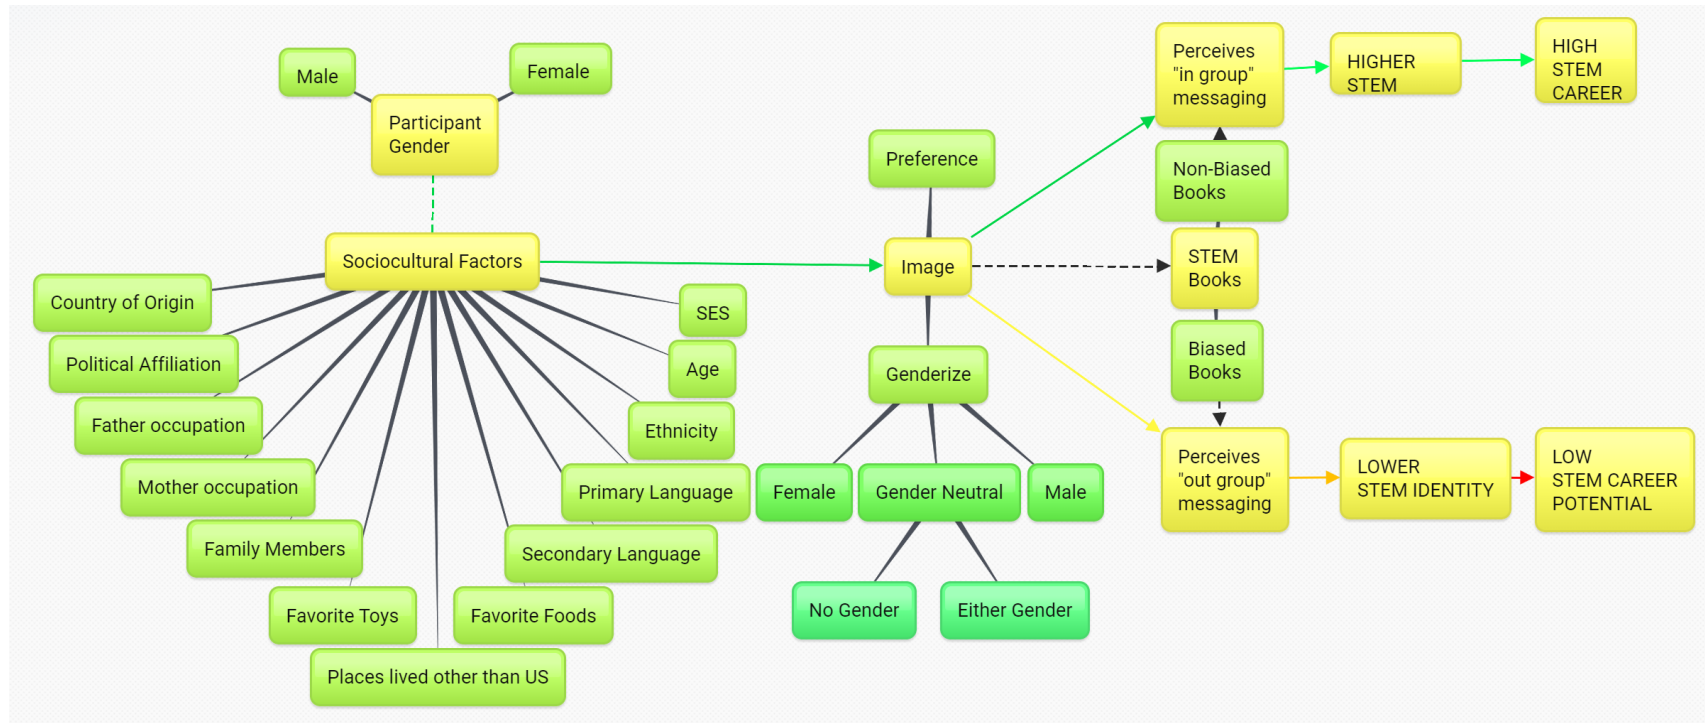 Male
Female
Participant
Gender
Sociocultural Factors
Country of Origin
Political Affiliation
Father occupation
Mother occupation
Family Members
Favorite Toys
Places lived other than US
Favorite Foods
Secondary Language
Primary Language
Ethnicity
Age
SES
Preference
Image
Genderize
Female
Gender Neutral
Male
No Gender
Either Gender
Perceives
"in group"
messaging
HIGHER
STEM
HIGH
STEM
CAREER
Non-Biased
Books
STEM
Books
Biased
Books
Perceives
"out group"
messaging
LOWER
STEM IDENTITY
LOW
STEM CAREER
POTENTIAL